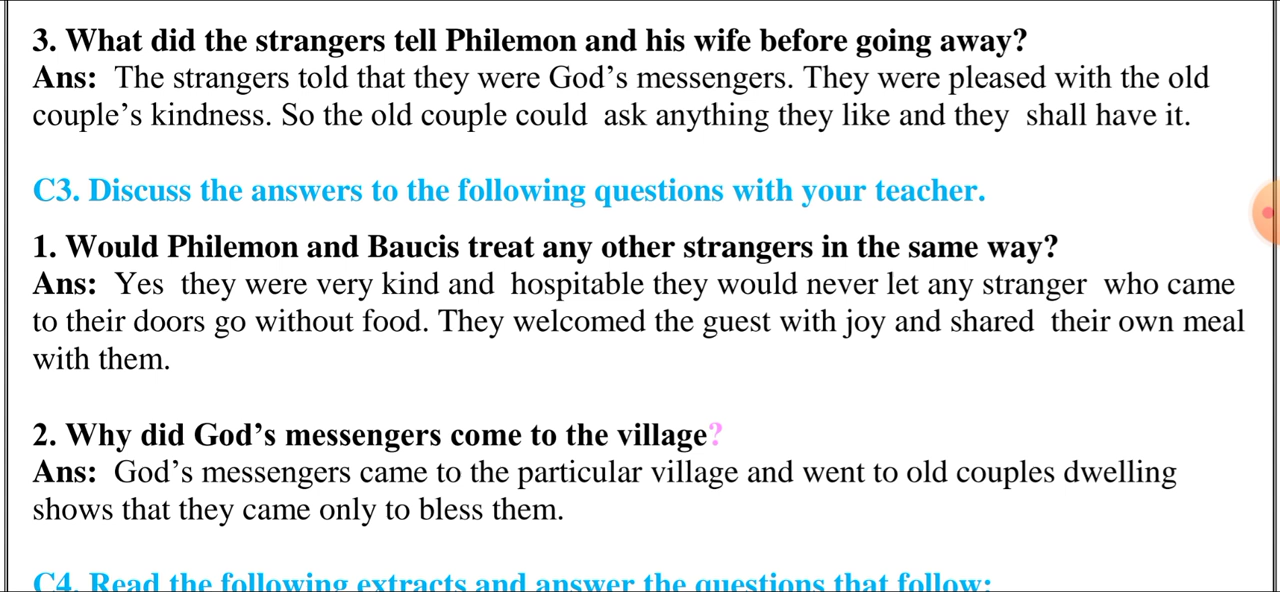 3. What did the strangers tell Philemon and his wife before going away?
Ans: The strangers told that they were God’s messengers. They were pleased with the old
couple’s kindness. So the old couple could ask anything they like and they shall have it.
C3. Discuss the answers to the following questions with your teacher.
1. Would Philemon and Baucis treat any other strangers in the same way?
Ans: Yes they were very kind and hospitable they would never let any stranger who came
to their doors go without food. They welcomed the guest with joy and shared their own meal
with them.
2. Why did God’s messengers come to the village?
Ans: God’s messengers came to the particular village and went to old couples dwelling
shows that they came only to bless them.
C4. Read the following extracts and answer the questions that follow: